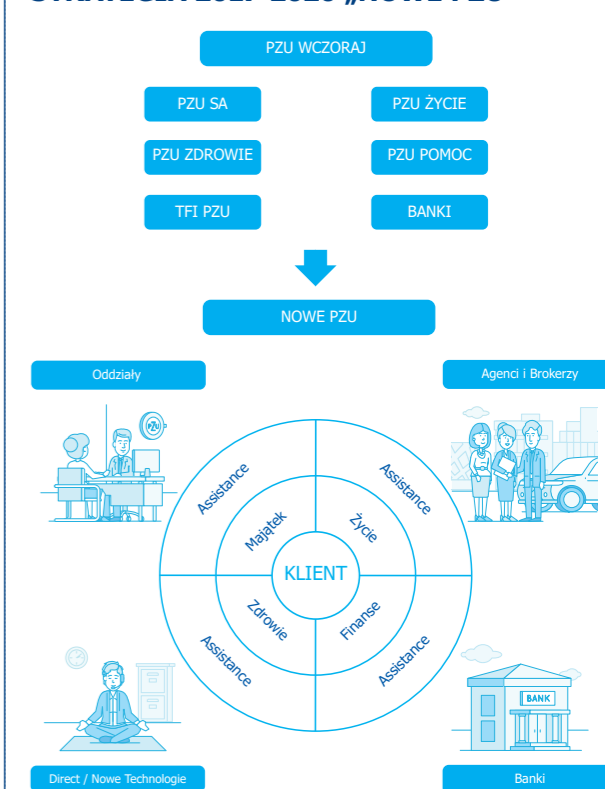 PZU WCZORAJ
PZU SA
PZU ŻYCIE
PZU ZDROWIE
PZU POMOC
TFI PZU
BANKI
NOWE PZU
Oddziały
Agenci i Brokerzy
PZU
Assistance
Assistance
Majątek
Życie
KLIENT
Zdrowie
Finanse
Assistance
Assistance
BANK
Direct / Nowe Technologie
Banki